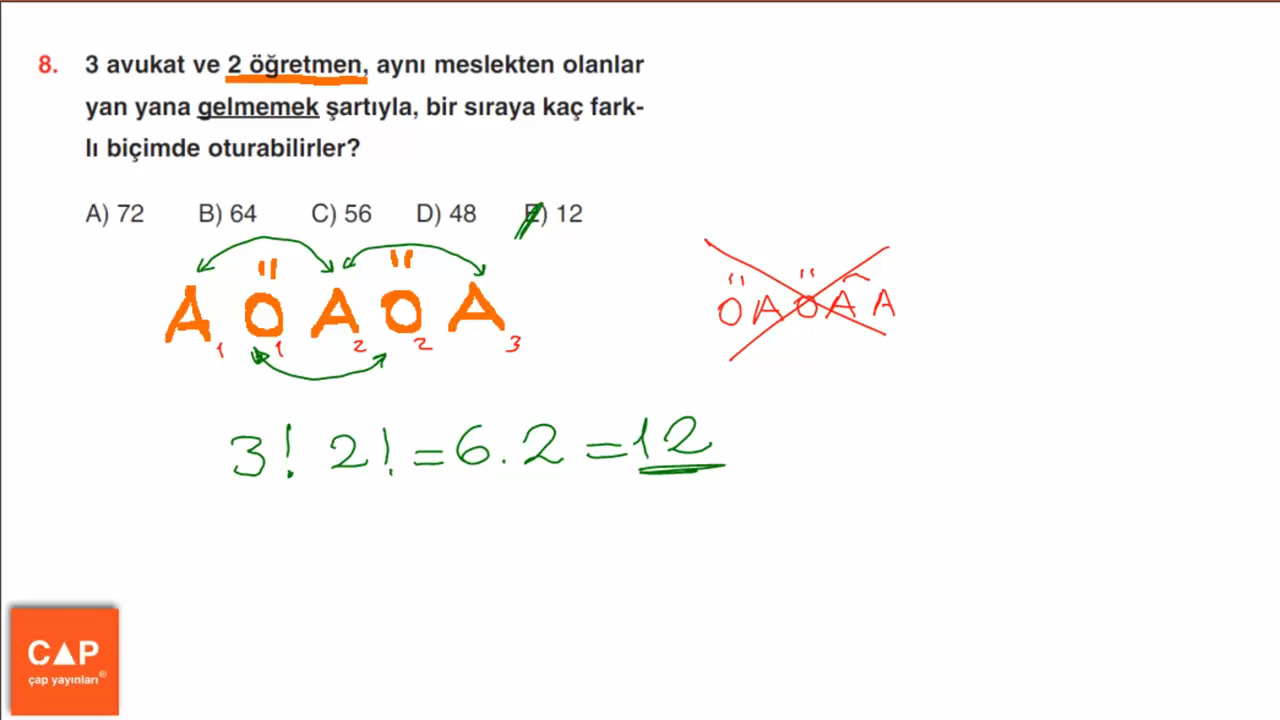 8. 3 avukat ve 2 öğretmen, aynı meslekten olanlar
yan yana gelmemek şartıyla, bir sıraya kaç fark-
lı biçimde oturabilirler?
A) 72 B) 64 C) 56 D) 48 E) 12
A Ö A Ö A
1 1 2 2 3
Ö A Ö A A
3! 2! = 6.2 = 12
CAP
çap yayınları®